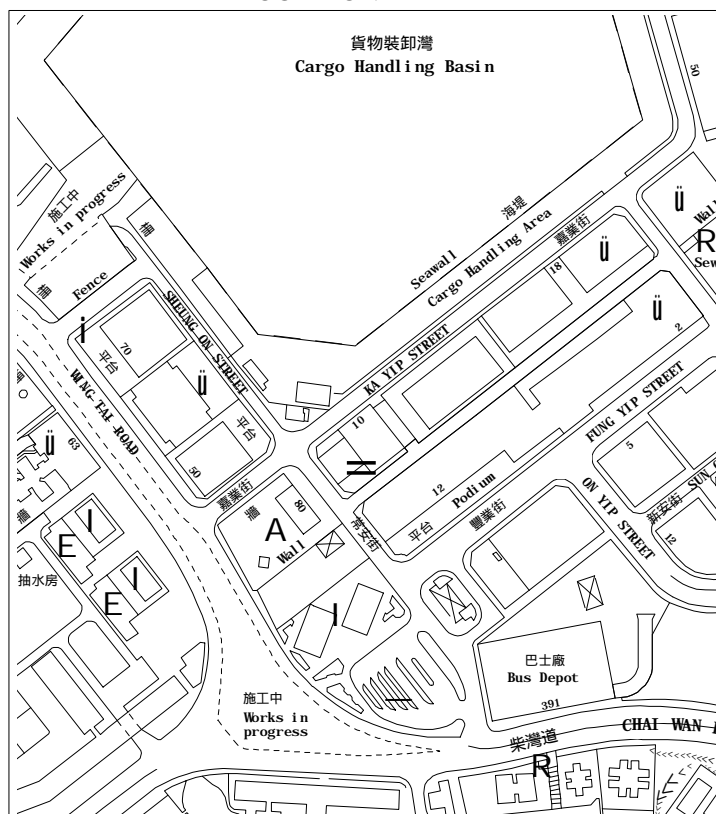 貨物裝卸灣
Cargo Handling Basin
50
施工中
Works in progress
海堤
Seawall
Cargo Handling Area
嘉業街
ü
Wall
R
18
ü
Fence
SHEUNG ON STREET
i
70
平台
ü
平台
50
ü
2
KA YIP STREET
10
WING TAI ROAD
FUNG YIP STREET
63
ü
5
12
Podium
平台
ON YIP STREET
新安街
12
嘉業街
牆
80
A
Wall
常安街
豐業街
I
E
抽水房
I
E
I
巴士廠
Bus Depot
391
施工中
Works in
progress
柴灣道
CHAI WAN
R